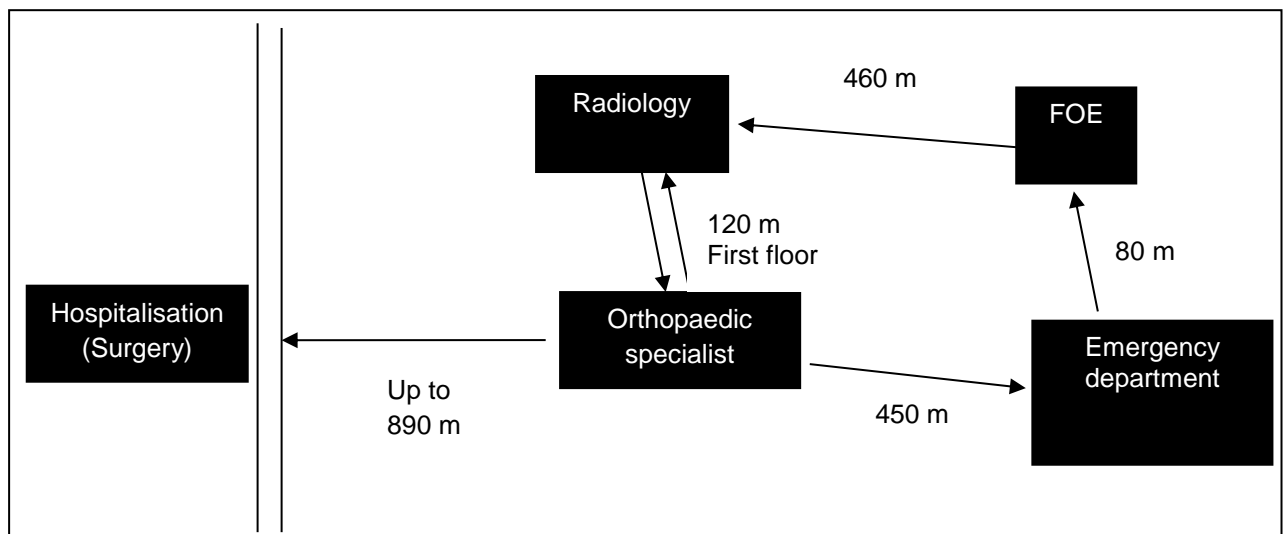 460 m
Radiology
FOE
120 m
First floor
80 m
Hospitalisation
(Surgery)
Orthopaedic
specialist
Emergency
department
Up to
890 m
450 m